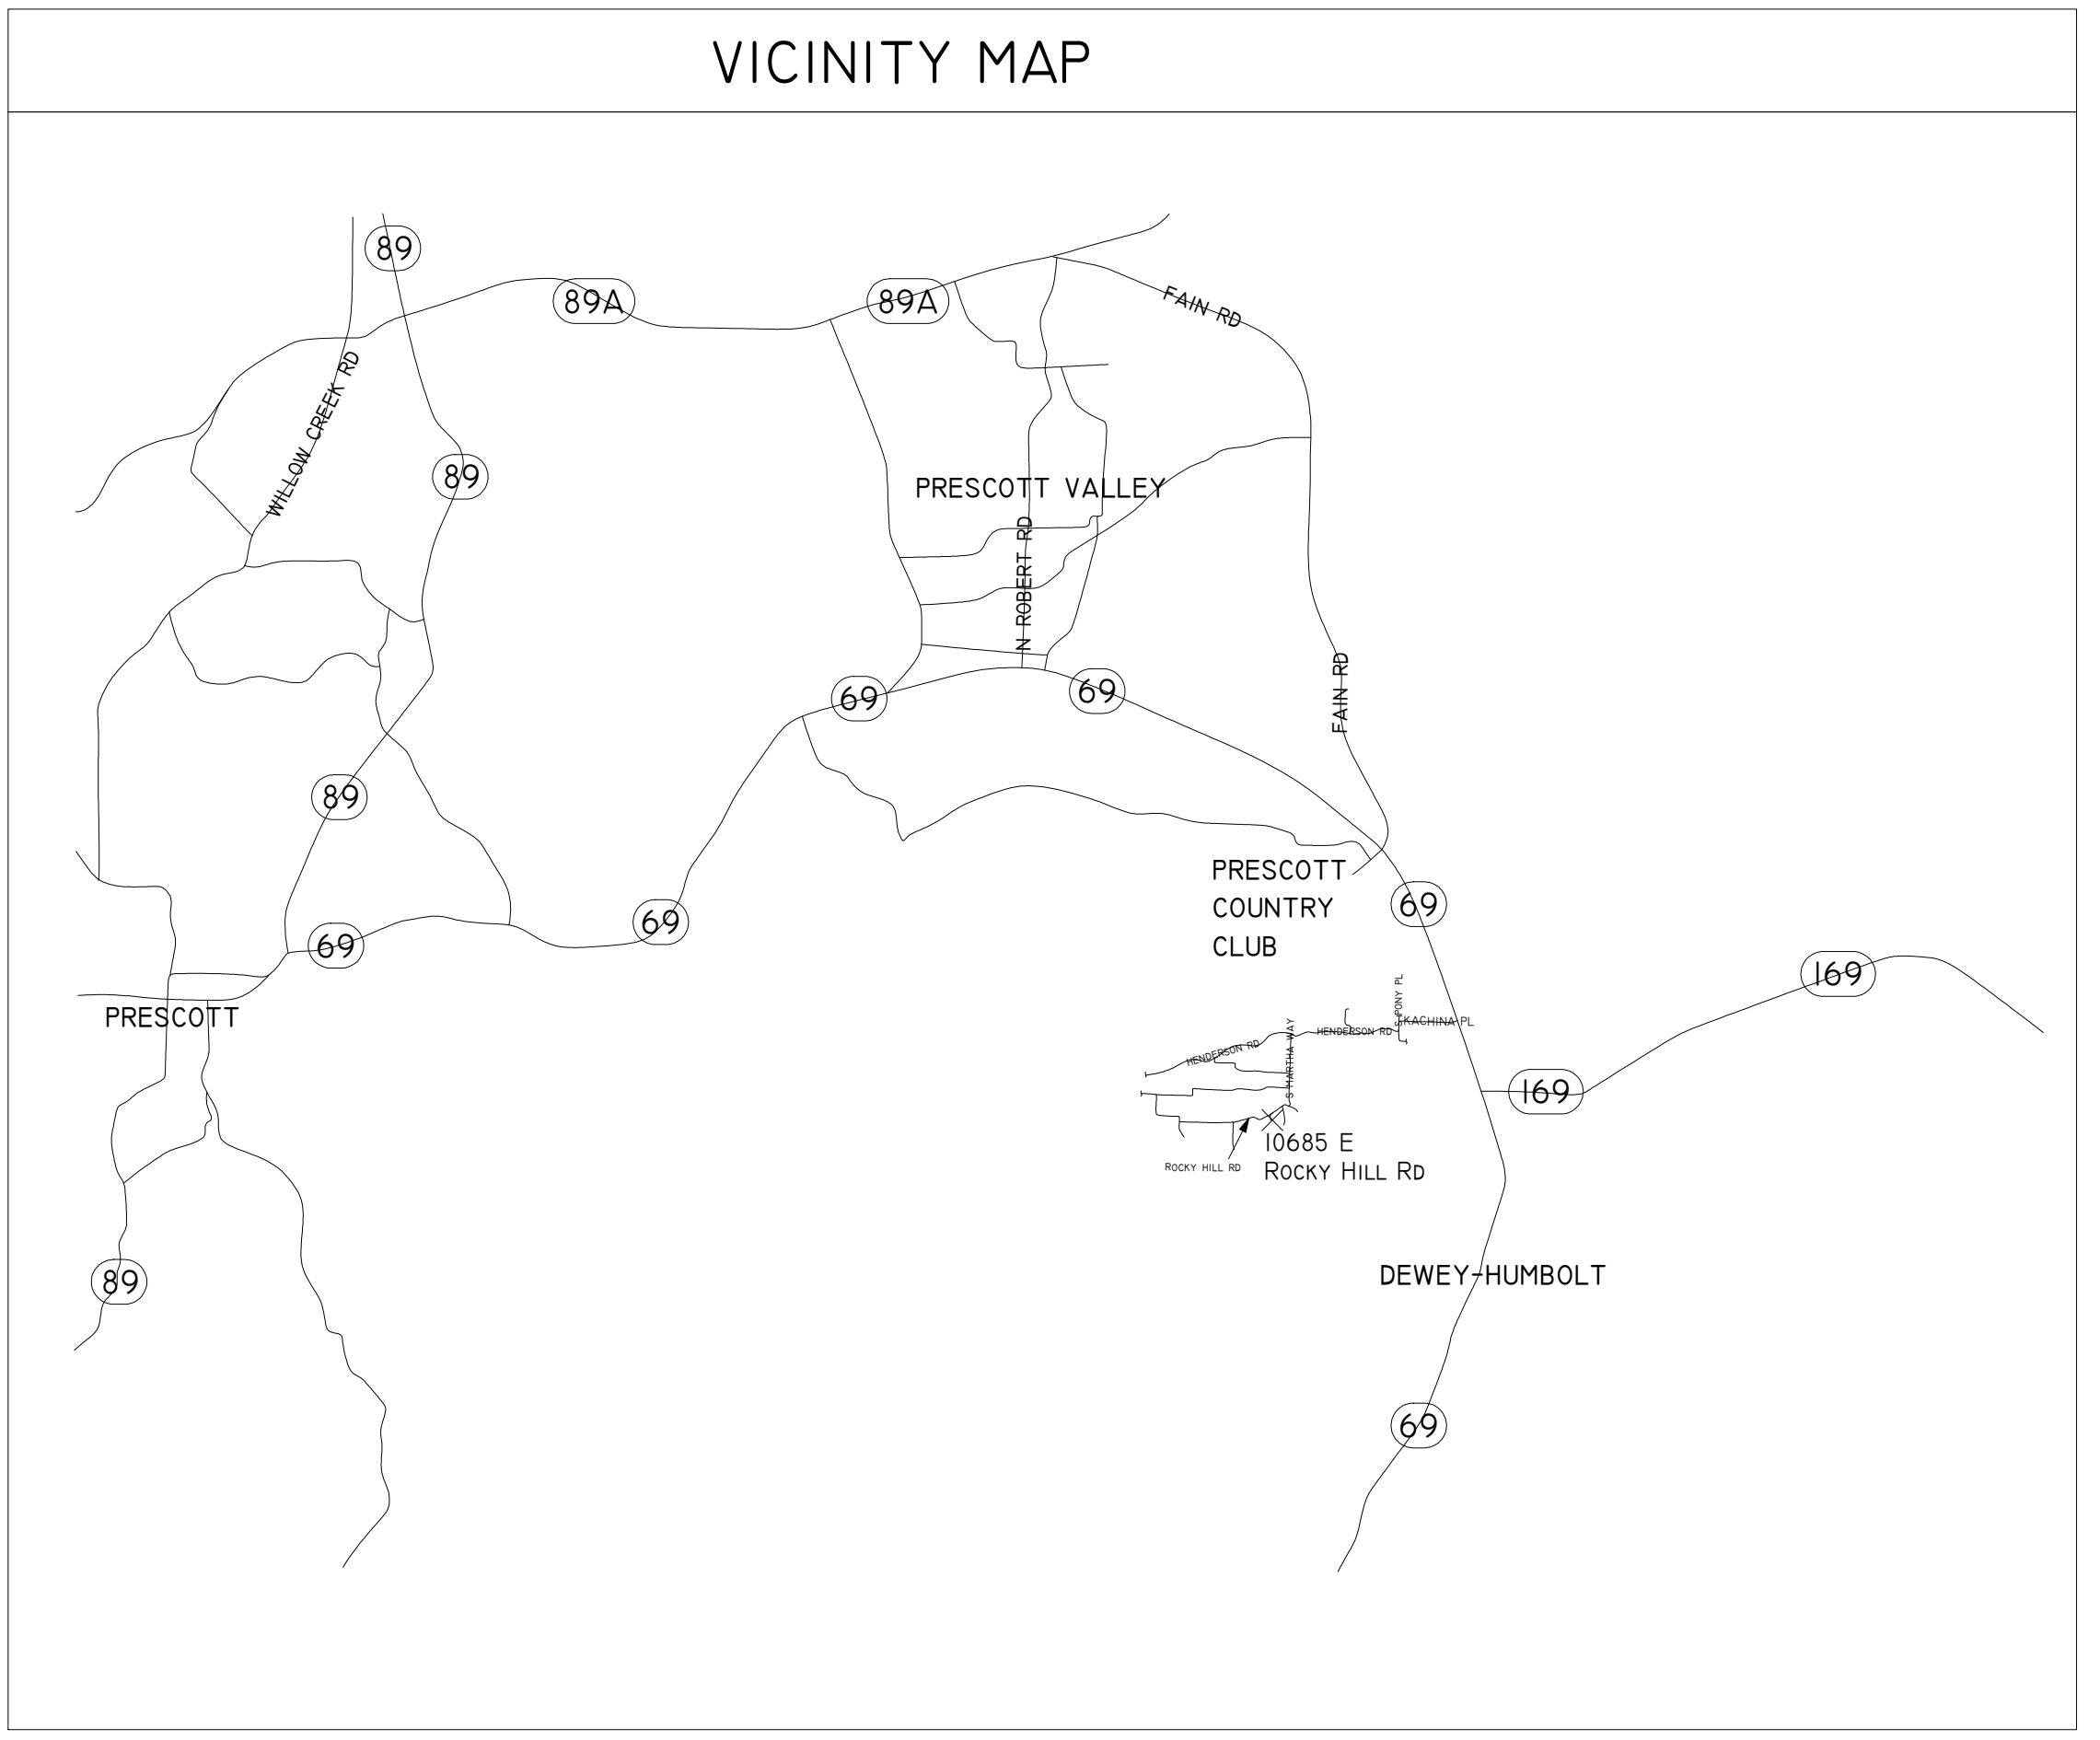 VICINITY MAP
89
89A
89A
FAIN RD
WILLOW CREEK RD
89
PRESCOTT VALLEY
N ROBERT RD
FAIN RD
69
69
89
PRESCOTT
COUNTRY
CLUB
69
69
69
169
PRESCOTT
S PONY PL
KACHINA PL
HENDERSON RD
HENDERSON RD
S MARTHA WAY
169
10685 E
ROCKY HILL RD
ROCKY HILL RD
DEWEY-HUMBOLT
89
69